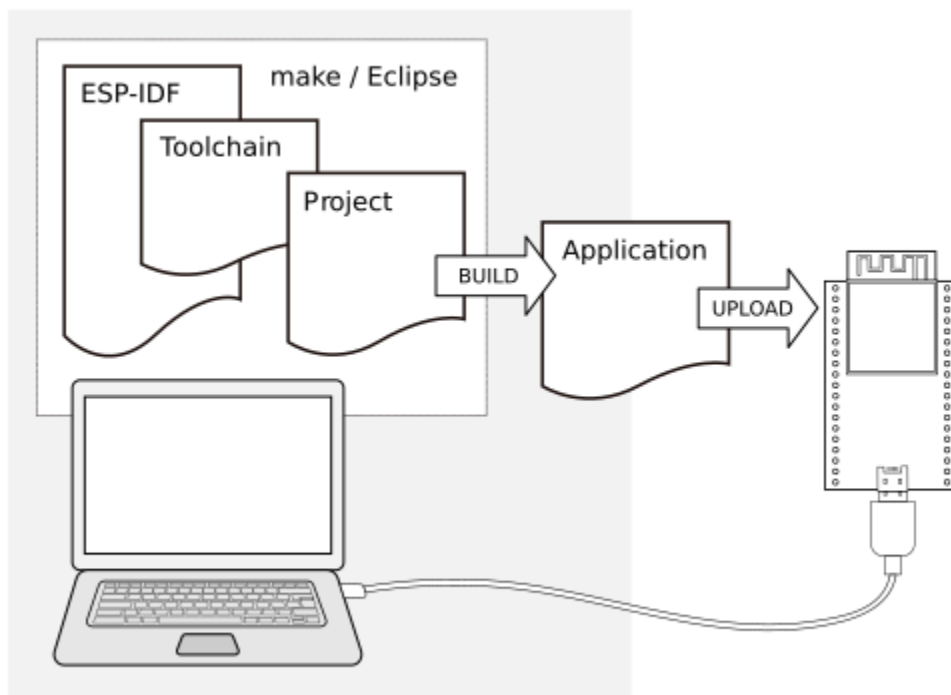 make / Eclipse
ESP-IDF
Toolchain
Project
BUILD
Application
UPLOAD